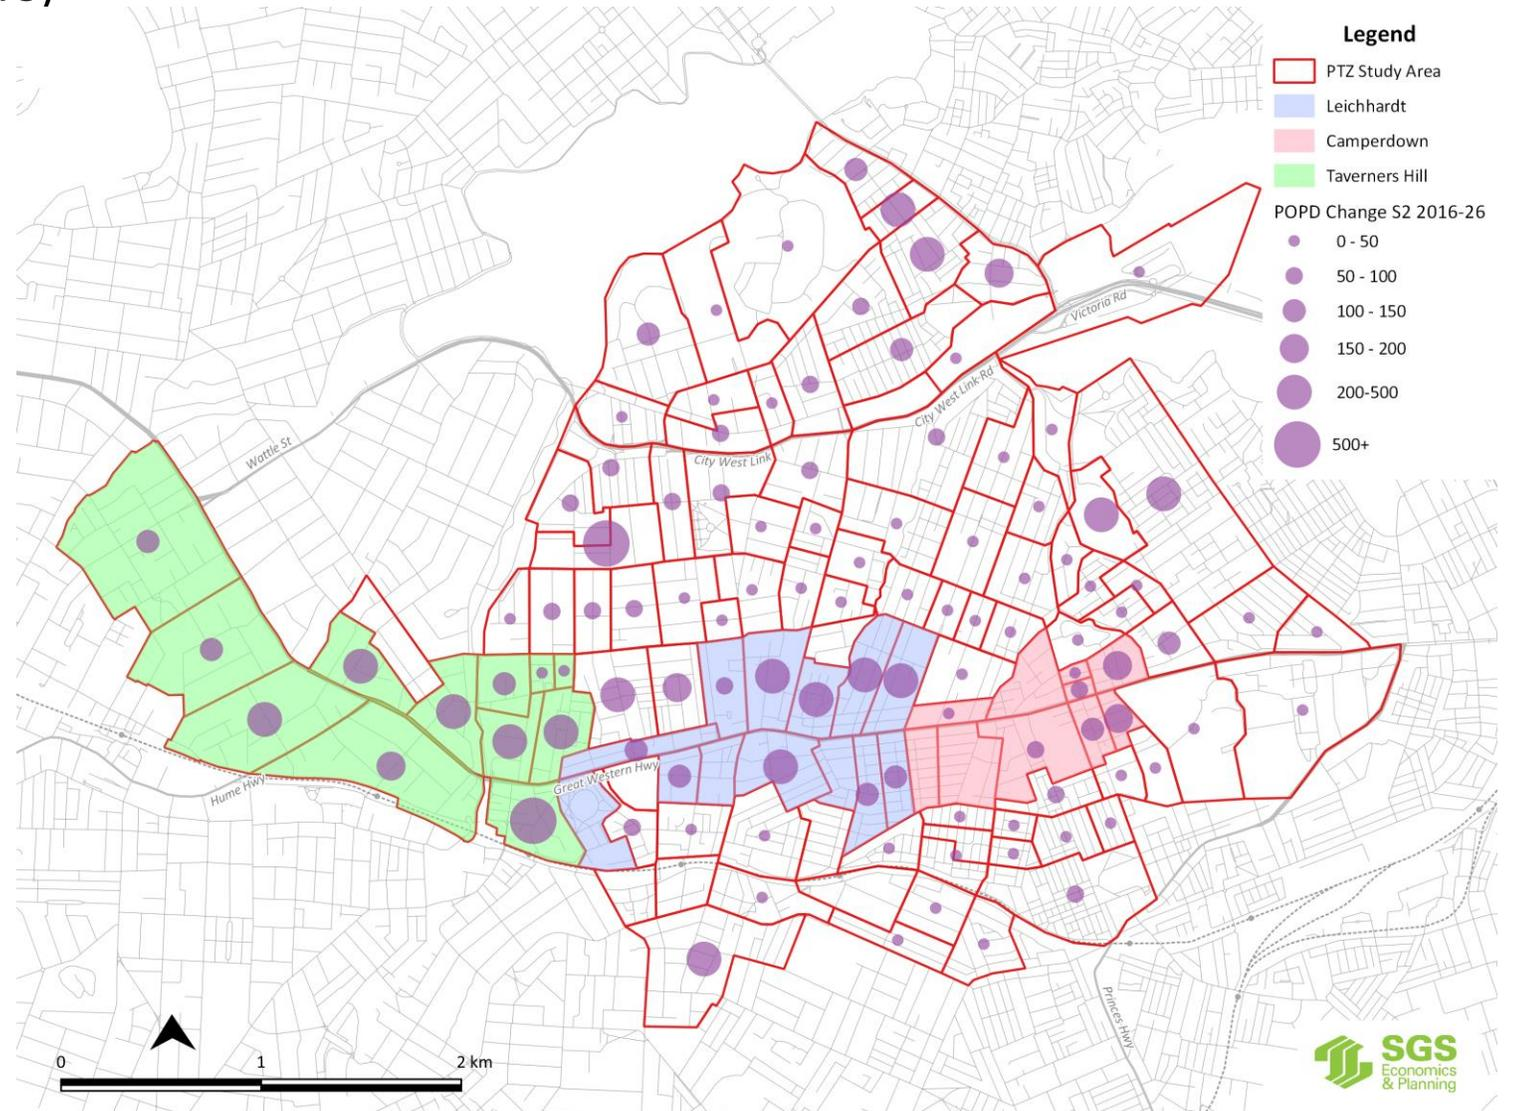 Legend
PTZ Study Area
Leichhardt
Camperdown
Taverners Hill
POPD Change S2 2016-26
0 - 50
50 - 100
100 - 150
150 - 200
200-500
500+
Victoria Rd
City West Link Rd
Wattle St
City West Link
Great Western Hwy
Hume Hwy
Princes Hwy
0 1 2 km
SGS
Economics
& Planning